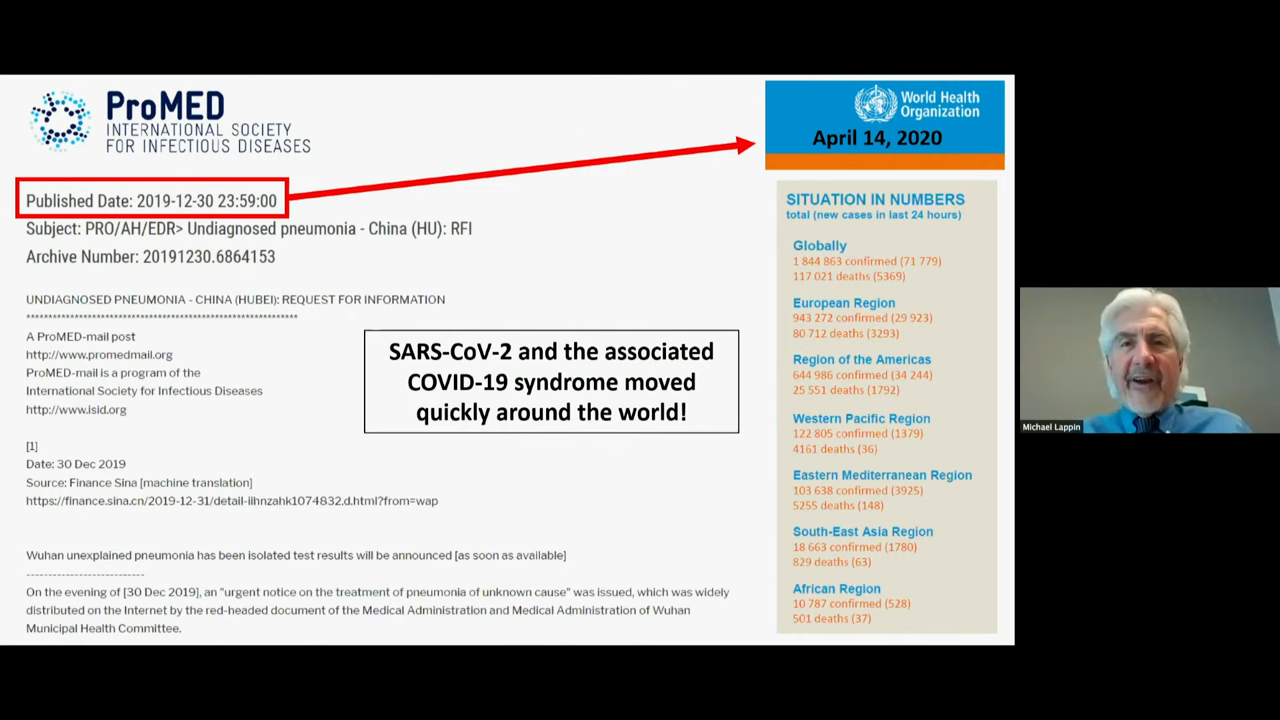 ProMED
INTERNATIONAL SOCIETY
FOR INFECTIOUS DISEASES
Published Date: 2019-12-30 23:59:00
Subject: PRO/AH/EDR> Undiagnosed pneumonia - China (HU): RFI
Archive Number: 20191230.6864153
UNDIAGNOSED PNEUMONIA - CHINA (HUBEI): REQUEST FOR INFORMATION
**************************************************************
A ProMED-mail post
http://www.promedmail.org
ProMED-mail is a program of the
International Society for Infectious Diseases
http://www.isid.org
[1]
Date: 30 Dec 2019
Source: Finance Sina [machine translation]
https://finance.sina.cn/2019-12-31/detail-iihnzahk1074832.d.html?from=wap
Wuhan unexplained pneumonia has been isolated test results will be announced [as soon as available]
---------------------------
On the evening of [30 Dec 2019], an "urgent notice on the treatment of pneumonia of unknown cause" was issued, which was widely
distributed on the Internet by the red-headed document of the Medical Administration and Medical Administration of Wuhan
Municipal Health Committee.
SARS-CoV-2 and the associated
COVID-19 syndrome moved
quickly around the world!
World Health
Organization
April 14, 2020
SITUATION IN NUMBERS
total (new cases in last 24 hours)
Globally
1 844 863 confirmed (71 779)
117 021 deaths (5369)
European Region
943 272 confirmed (29 923)
80 712 deaths (3293)
Region of the Americas
644 986 confirmed (34 244)
25 551 deaths (1792)
Western Pacific Region
122 805 confirmed (1379)
4161 deaths (36)
Eastern Mediterranean Region
103 638 confirmed (3925)
5255 deaths (148)
South-East Asia Region
18 663 confirmed (1780)
829 deaths (63)
African Region
10 787 confirmed (528)
501 deaths (37)
Michael Lappin